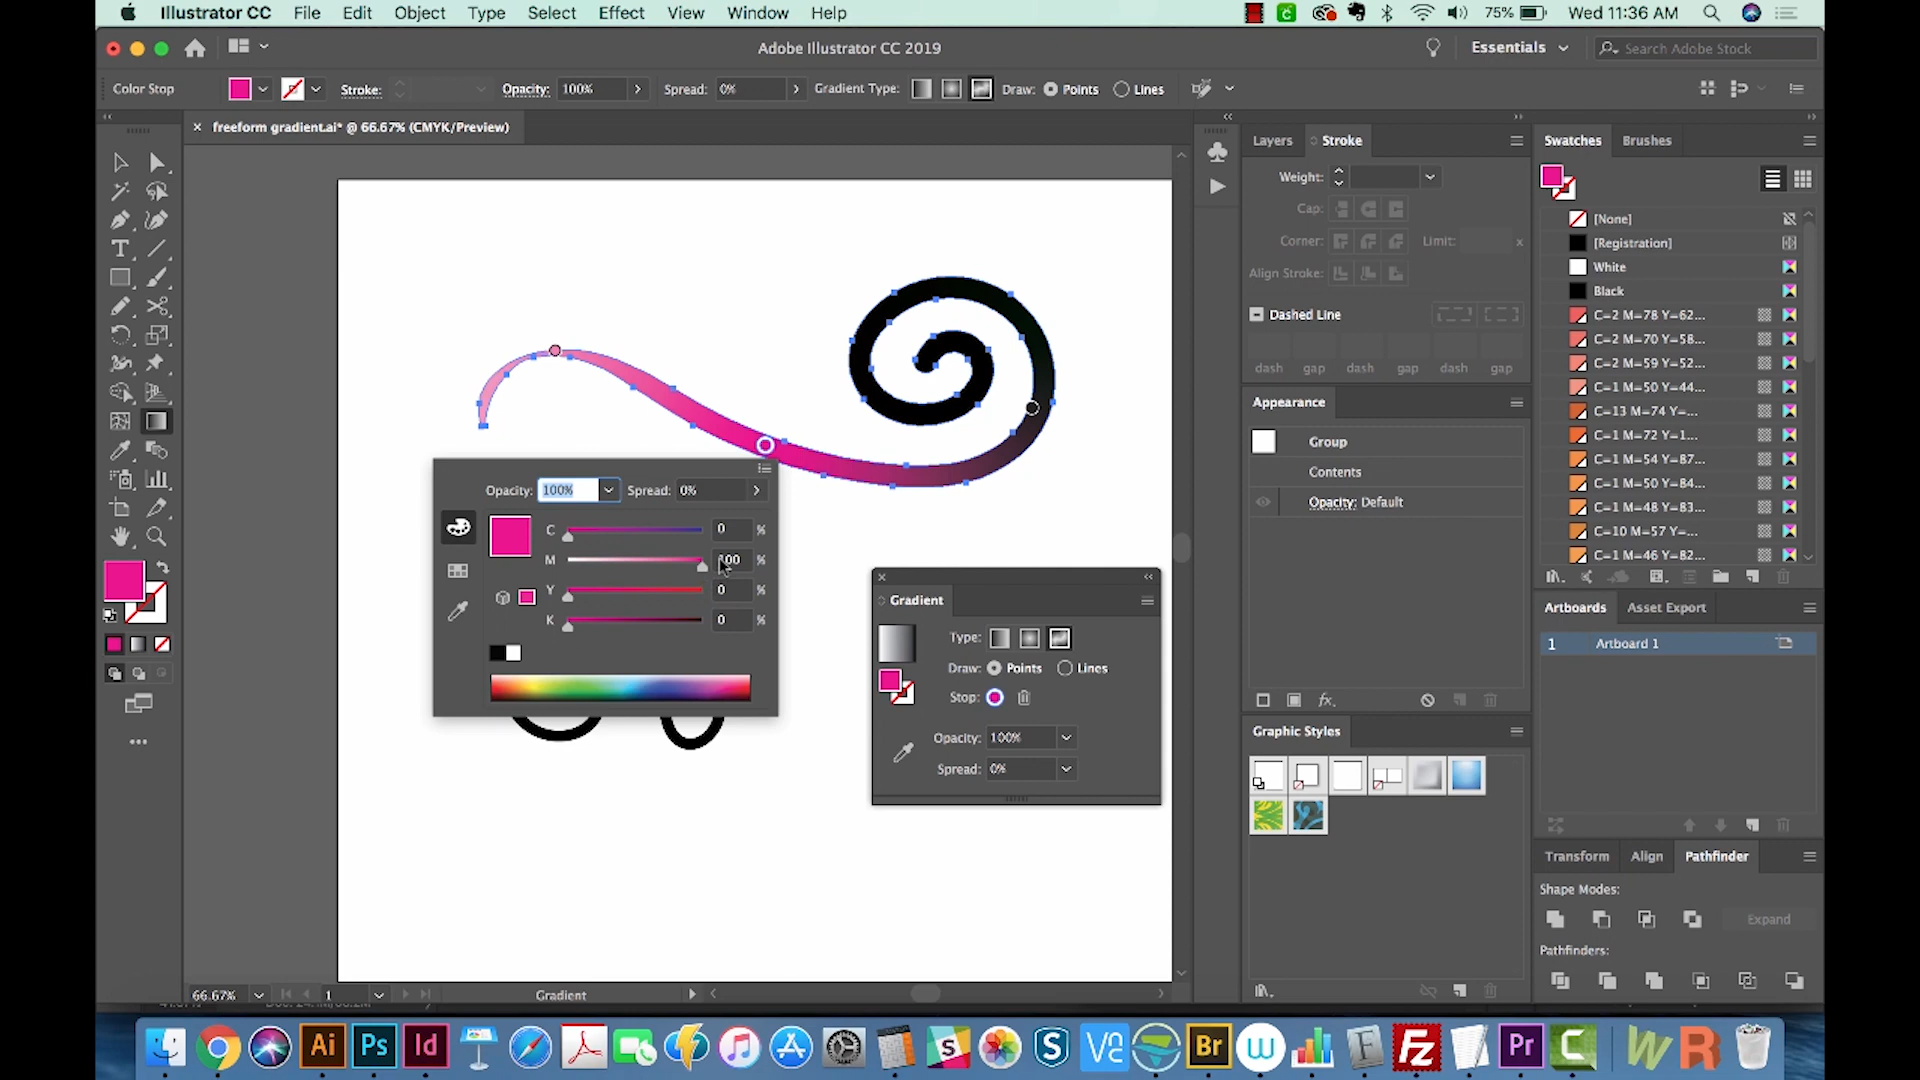 Illustrator CC File Edit Object Type Select Effect View Window Help 75% Wed 11:36 AM
Adobe Illustrator CC 2019 Essentials Search Adobe Stock
Color Stop Stroke: Opacity: 100% Spread: 0% Gradient Type: Draw: Points Lines
freeform gradient.ai* @ 66.67% (CMYK/Preview)
Layers Stroke
Weight:
Cap:
Corner: Limit: x
Align Stroke:
Dashed Line
dash gap dash gap dash gap
Appearance
Group
Contents
Opacity: Default
Graphic Styles
Swatches Brushes
[None]
[Registration]
White
Black
C=2 M=78 Y=62...
C=2 M=70 Y=58...
C=2 M=59 Y=52...
C=1 M=50 Y=44...
C=13 M=74 Y=...
C=1 M=72 Y=1...
C=1 M=54 Y=87...
C=1 M=50 Y=84...
C=1 M=48 Y=83...
C=10 M=57 Y=...
C=1 M=46 Y=82...
Artboards Asset Export
1 Artboard 1
Transform Align Pathfinder
Shape Modes:
Expand
Pathfinders:
Opacity: 100% Spread: 0%
C 0 %
M 100 %
Y 0 %
K 0 %
Gradient
Type:
Draw: Points Lines
Stop:
Opacity: 100%
Spread: 0%
66.67% 1 Gradient
Ai Ps Id S S Br Fz Pr C W R